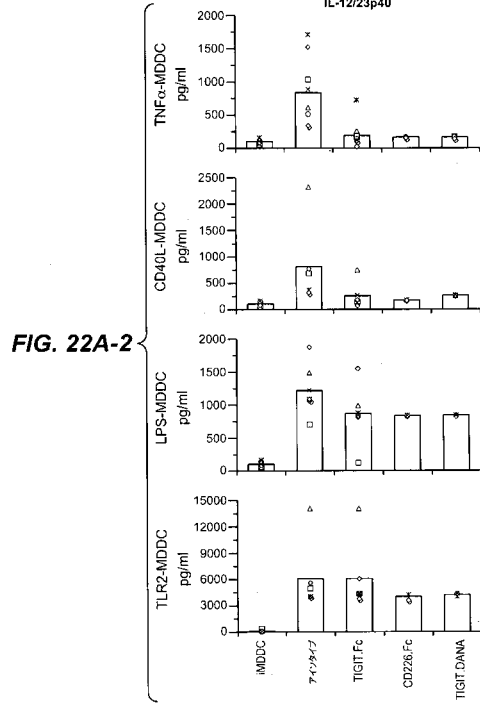 IL-12/23p40
TNFα-MDDC
pg/ml
2000
1500
1000
500
0
CD40L-MDDC
pg/ml
2500
2000
1500
1000
500
0
FIG. 22A-2
LPS-MDDC
pg/ml
2000
1500
1000
500
0
TLR2-MDDC
pg/ml
15000
12000
9000
6000
3000
0
iMDDC
アイソタイプ
TIGIT.Fc
CD226.Fc
TIGIT.DANA